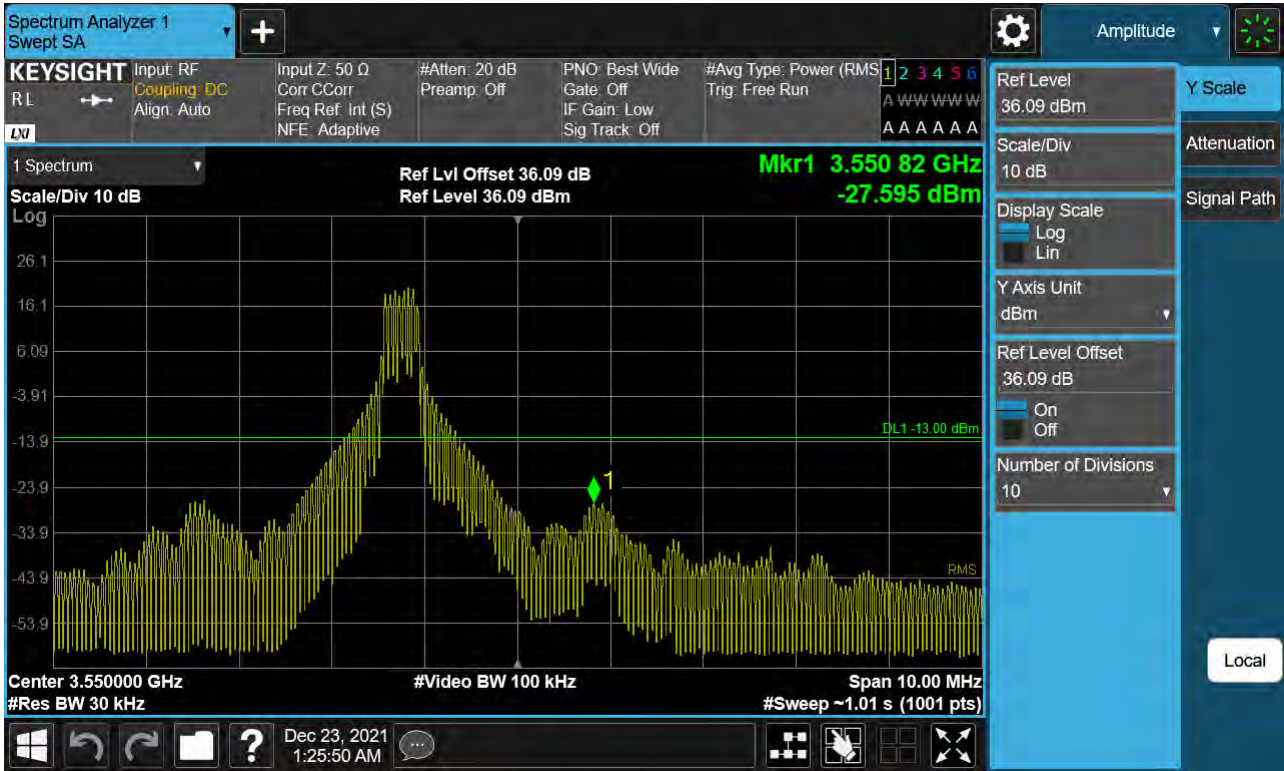 Spectrum Analyzer 1
Swept SA
Amplitude
KEYSIGHT
RL
LXI
Input: RF
Coupling: DC
Align: Auto
Input Z: 50 Ω
Corr CCorr
Freq Ref: Int (S)
NFE: Adaptive
#Atten: 20 dB
Preamp: Off
PNO: Best Wide
Gate: Off
IF Gain: Low
Sig Track: Off
#Avg Type: Power (RMS
Trig: Free Run
1 2 3 4 5 6
A W W W W W
A A A A A A
1 Spectrum
Scale/Div 10 dB
Ref Lvl Offset 36.09 dB
Ref Level 36.09 dBm
Mkr1 3.550 82 GHz
-27.595 dBm
Log
26.1
16.1
6.09
-3.91
-13.9
-23.9
-33.9
-43.9
-53.9
DL1 -13.00 dBm
1
RMS
Center 3.550000 GHz
#Res BW 30 kHz
#Video BW 100 kHz
Span 10.00 MHz
#Sweep ~1.01 s (1001 pts)
Ref Level
36.09 dBm
Scale/Div
10 dB
Display Scale
Log
Lin
Y Axis Unit
dBm
Ref Level Offset
36.09 dB
On
Off
Number of Divisions
10
Y Scale
Attenuation
Signal Path
Local
?
Dec 23, 2021
1:25:50 AM